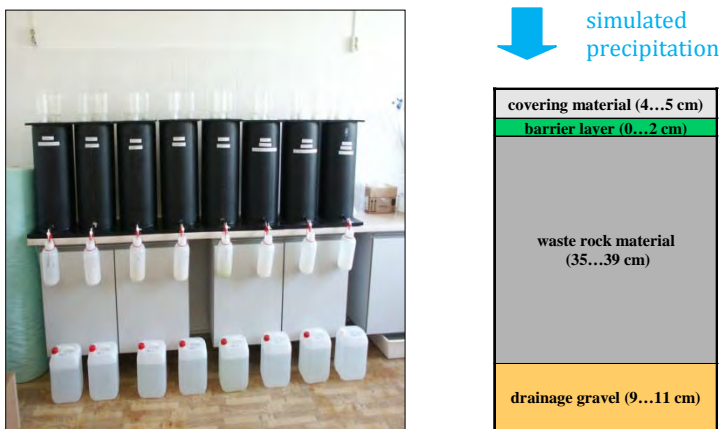 simulated
precipitation
covering material (4…5 cm)
barrier layer (0…2 cm)
waste rock material
(35…39 cm)
drainage gravel (9…11 cm)